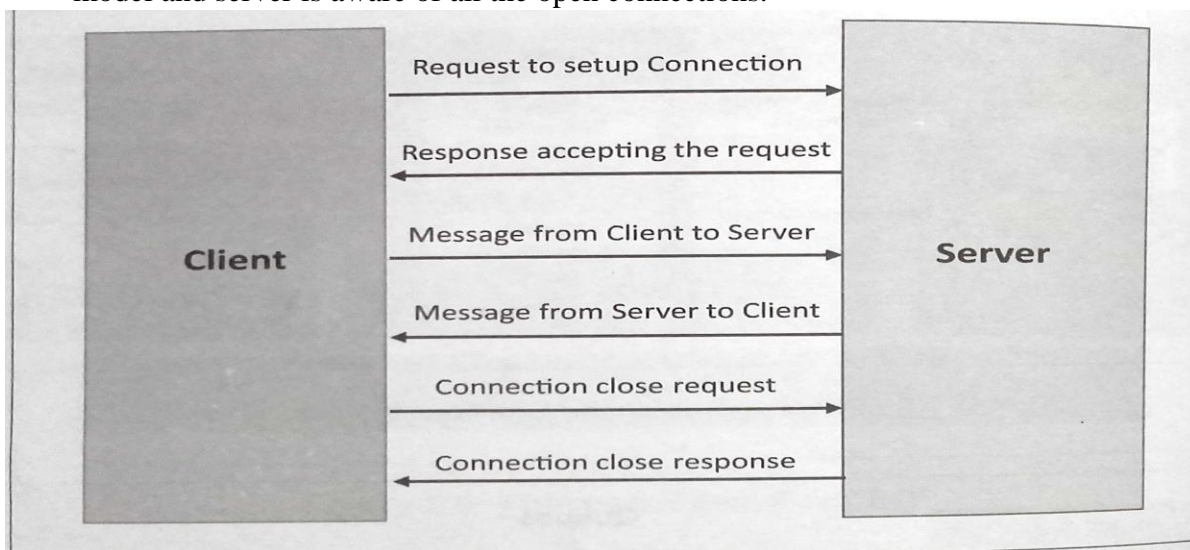 model and server is aware of all the open connections.
Request to setup Connection
Response accepting the request
Message from Client to Server
Client
Server
Message from Server to Client
Connection close request
Connection close response